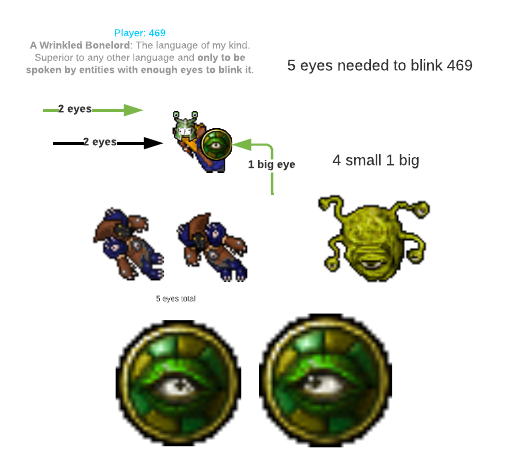 Player: 469
A Wrinkled Bonelord: The language of my kind.
Superior to any other language and only to be
spoken by entities with enough eyes to blink it.
5 eyes needed to blink 469
2 eyes
2 eyes
1 big eye
4 small 1 big
5 eyes total